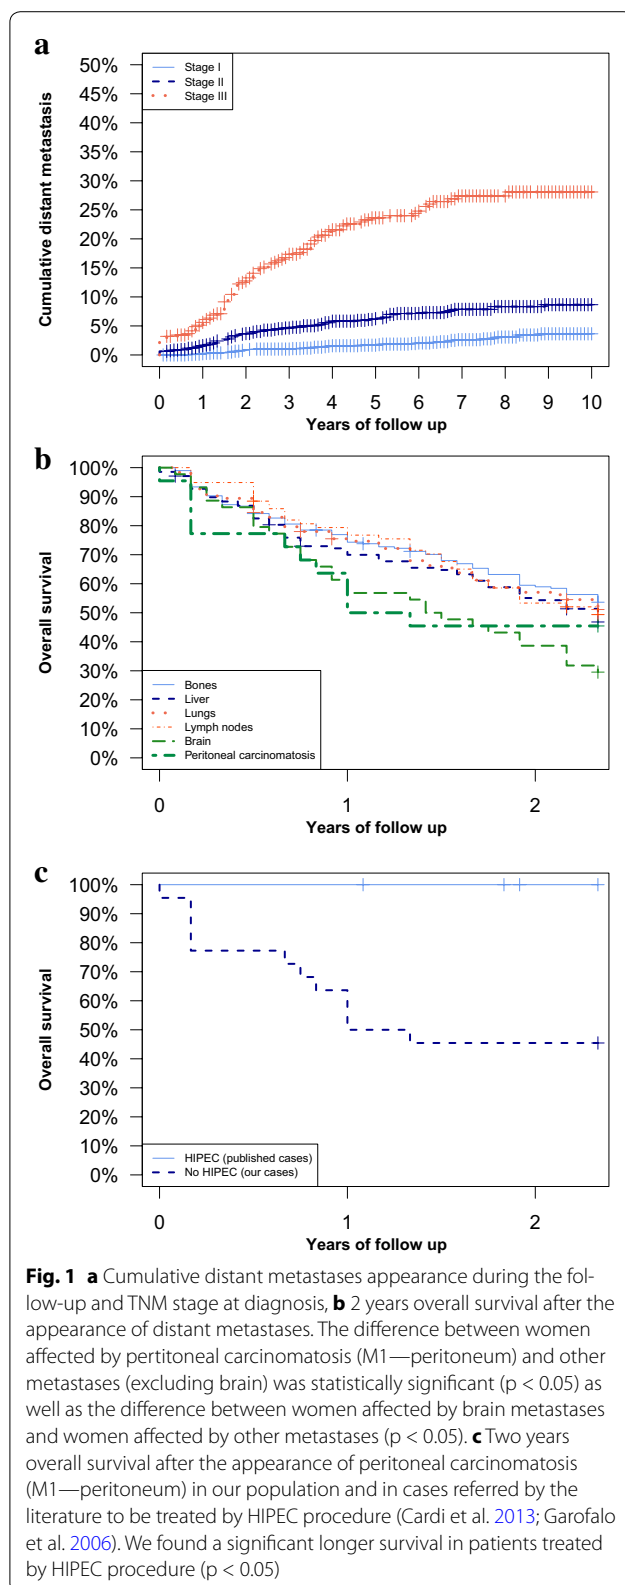 a
Cumulative distant metastasis
50%
45%
40%
35%
30%
25%
20%
15%
10%
5%
0%
Stage I
Stage II
Stage III
0 1 2 3 4 5 6 7 8 9 10
Years of follow up
b
Overall survival
100%
90%
80%
70%
60%
50%
40%
30%
20%
10%
0%
Bones
Liver
Lungs
Lymph nodes
Brain
Peritoneal carcinomatosis
0 1 2
Years of follow up
c
Overall survival
100%
90%
80%
70%
60%
50%
40%
30%
20%
10%
0%
HIPEC (published cases)
No HIPEC (our cases)
0 1 2
Years of follow up
Fig. 1 a Cumulative distant metastases appearance during the fol-
low-up and TNM stage at diagnosis, b 2 years overall survival after the
appearance of distant metastases. The difference between women
affected by pertitoneal carcinomatosis (M1—peritoneum) and other
metastases (excluding brain) was statistically significant (p < 0.05) as
well as the difference between women affected by brain metastases
and women affected by other metastases (p < 0.05). c Two years
overall survival after the appearance of peritoneal carcinomatosis
(M1—peritoneum) in our population and in cases referred by the
literature to be treated by HIPEC procedure (Cardi et al. 2013; Garofalo
et al. 2006). We found a significant longer survival in patients treated
by HIPEC procedure (p < 0.05)